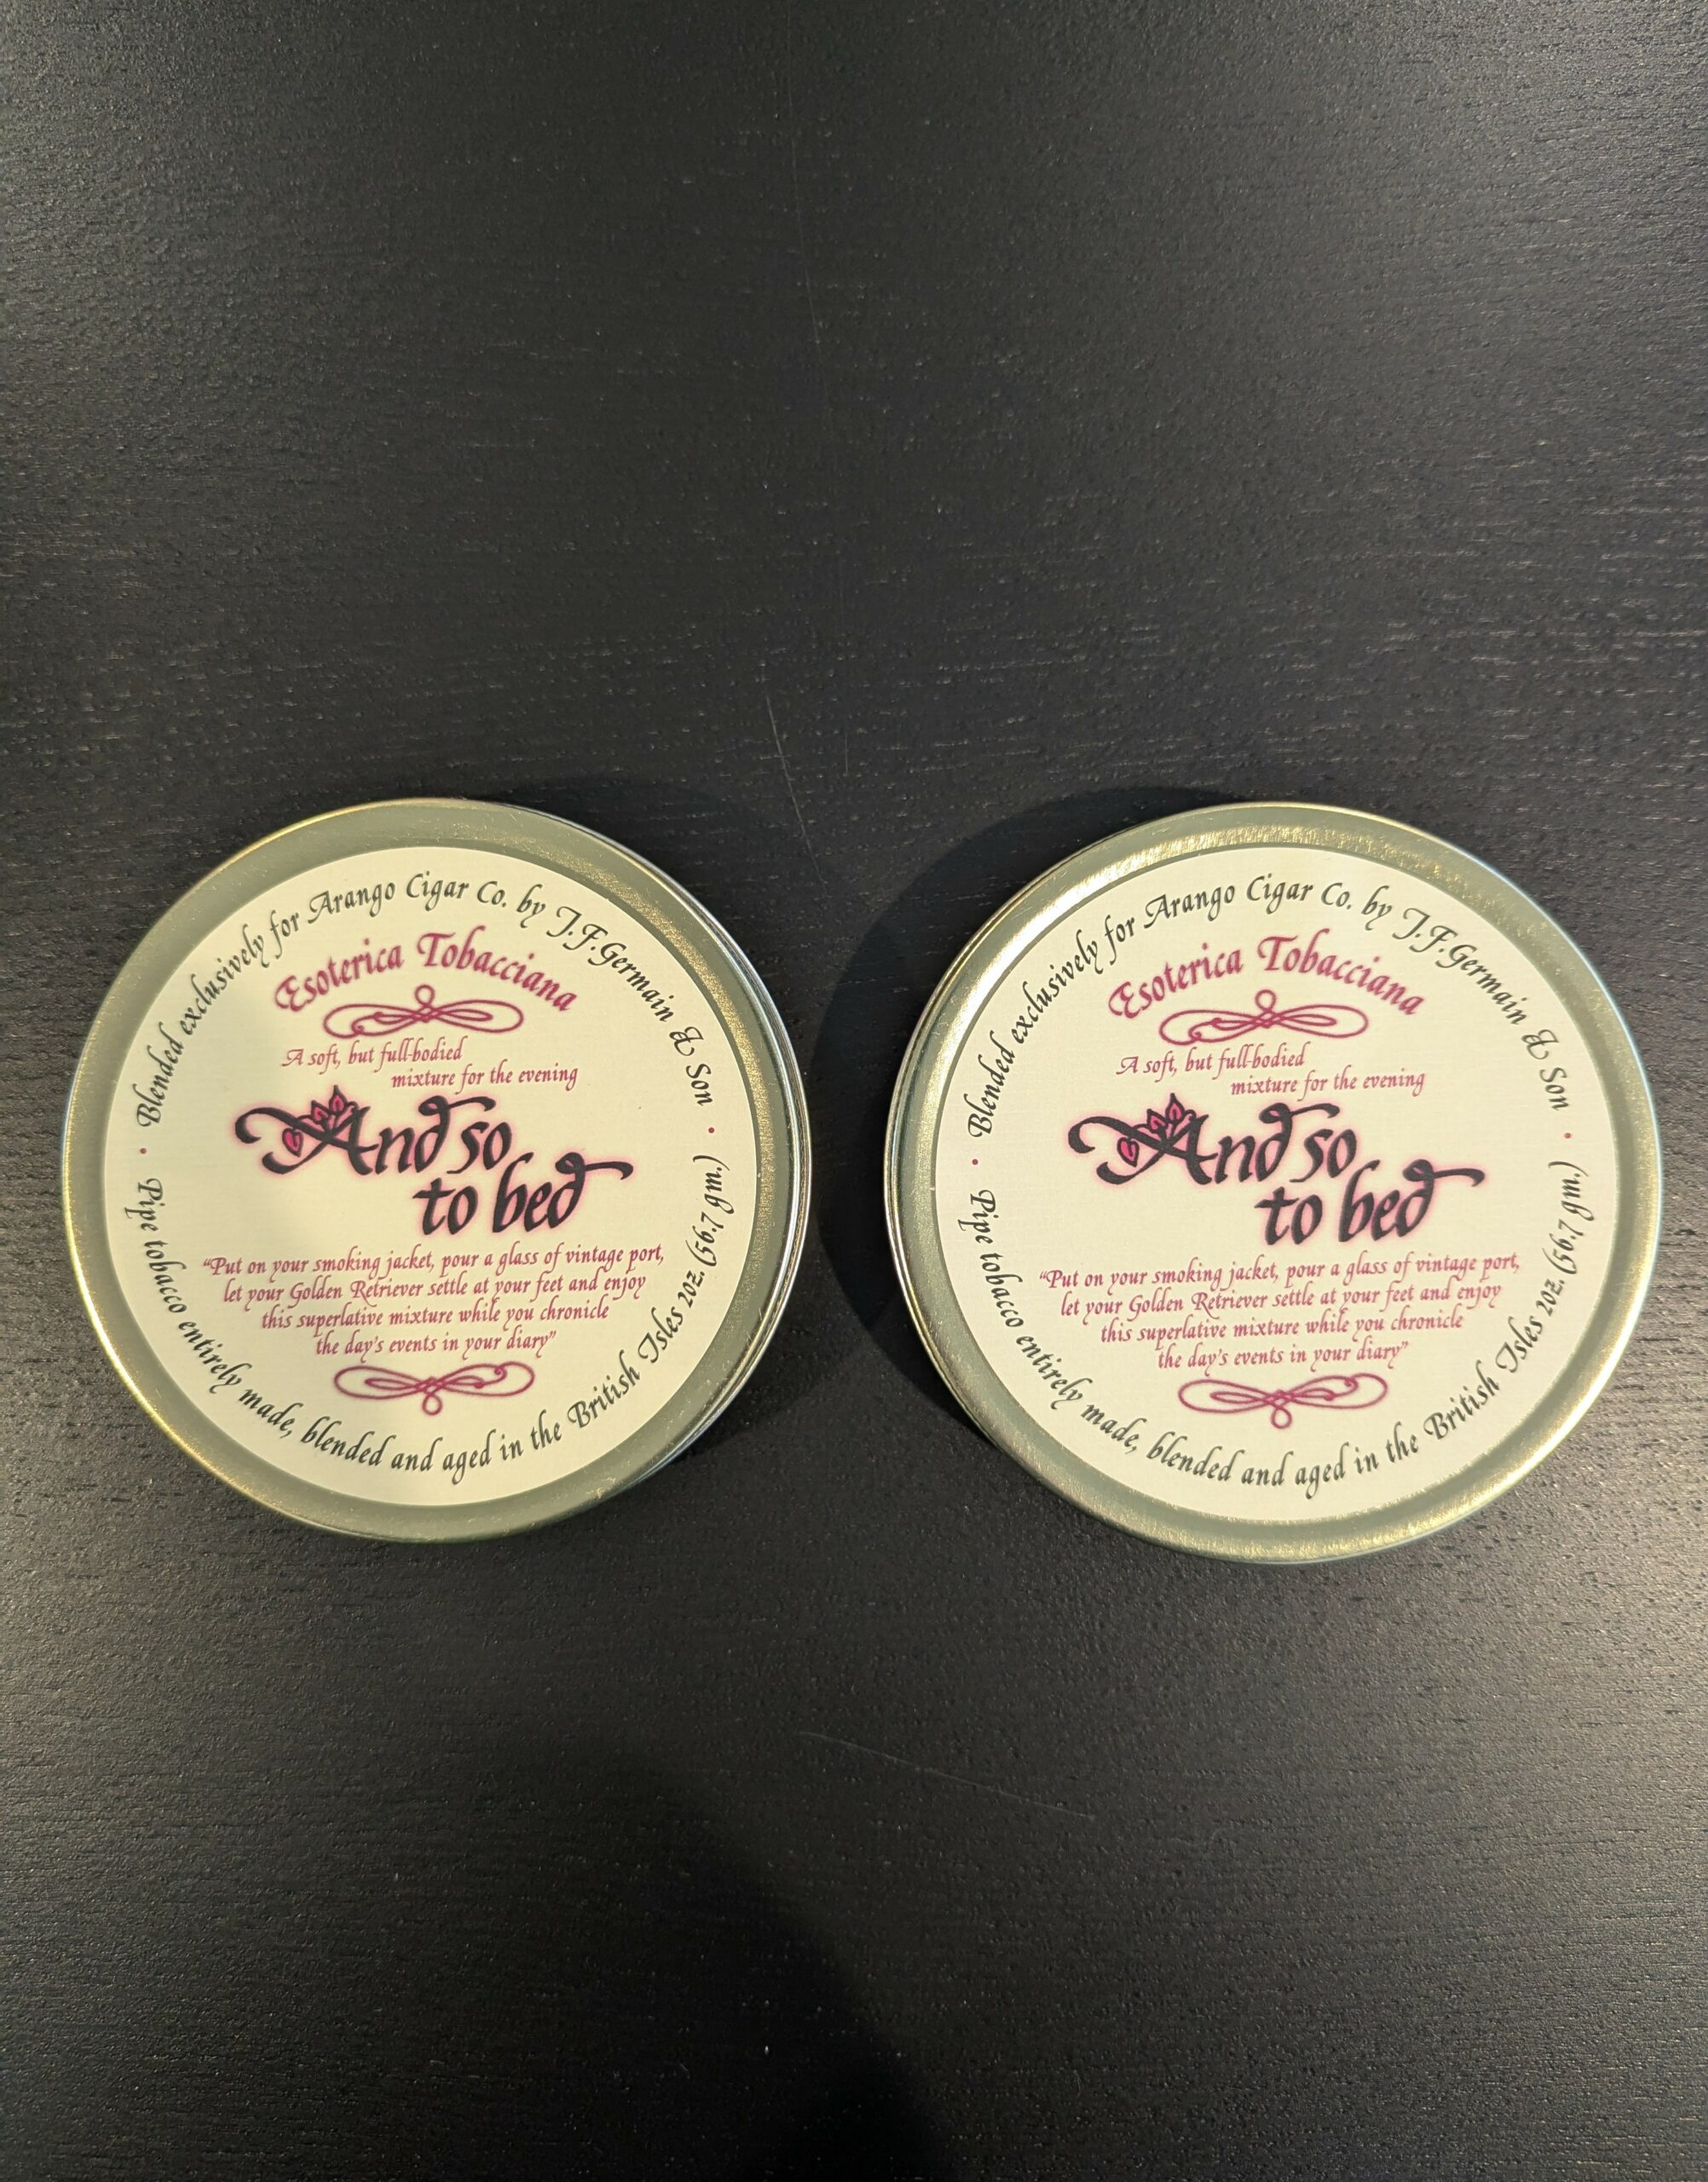 Blended exclusively for Arango Cigar Co. by J.F.Germain & Son
Esoterica Tobacciana
A soft, but full-bodied
mixture for the evening
And so
to bed
"Put on your smoking jacket, pour a glass of vintage port,
let your Golden Retriever settle at your feet and enjoy
this superlative mixture while you chronicle
the day's events in your diary"
Pipe tobacco entirely made, blended and aged in the British Isles 2oz. (56.7 gm.)
Blended exclusively for Arango Cigar Co. by J.F.Germain & Son
Esoterica Tobacciana
A soft, but full-bodied
mixture for the evening
And so
to bed
"Put on your smoking jacket, pour a glass of vintage port,
let your Golden Retriever settle at your feet and enjoy
this superlative mixture while you chronicle
the day's events in your diary"
Pipe tobacco entirely made, blended and aged in the British Isles 2oz. (56.7 gm.)